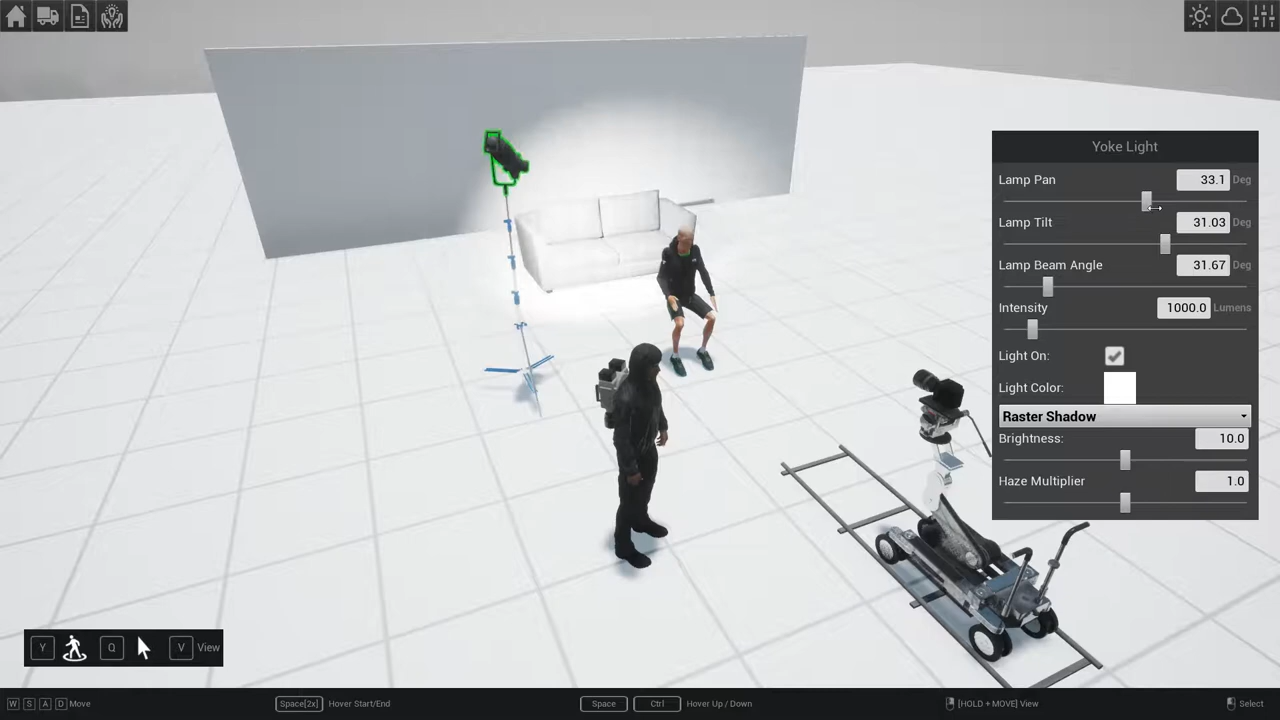 Yoke Light
Lamp Pan 33.1 Deg
Lamp Tilt 31.03 Deg
Lamp Beam Angle 31.67 Deg
Intensity 1000.0 Lumens
Light On:
Light Color:
Raster Shadow
Brightness: 10.0
Haze Multiplier 1.0
Y Q V View
W S A D Move Space[2x] Hover Start/End Space Ctrl Hover Up / Down [HOLD + MOVE] View Select